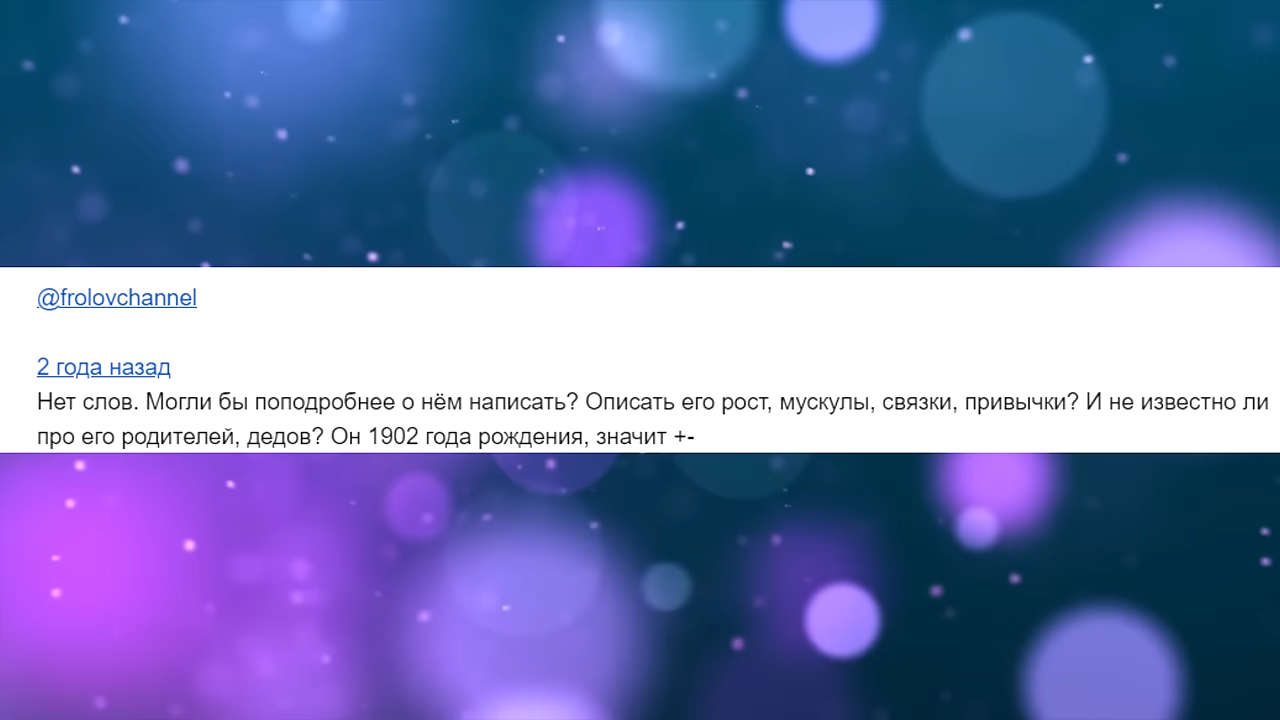 @frolovchannel
2 года назад
Нет слов. Могли бы поподробнее о нём написать? Описать его рост, мускулы, связки, привычки? И не известно ли
про его родителей, дедов? Он 1902 года рождения, значит +-